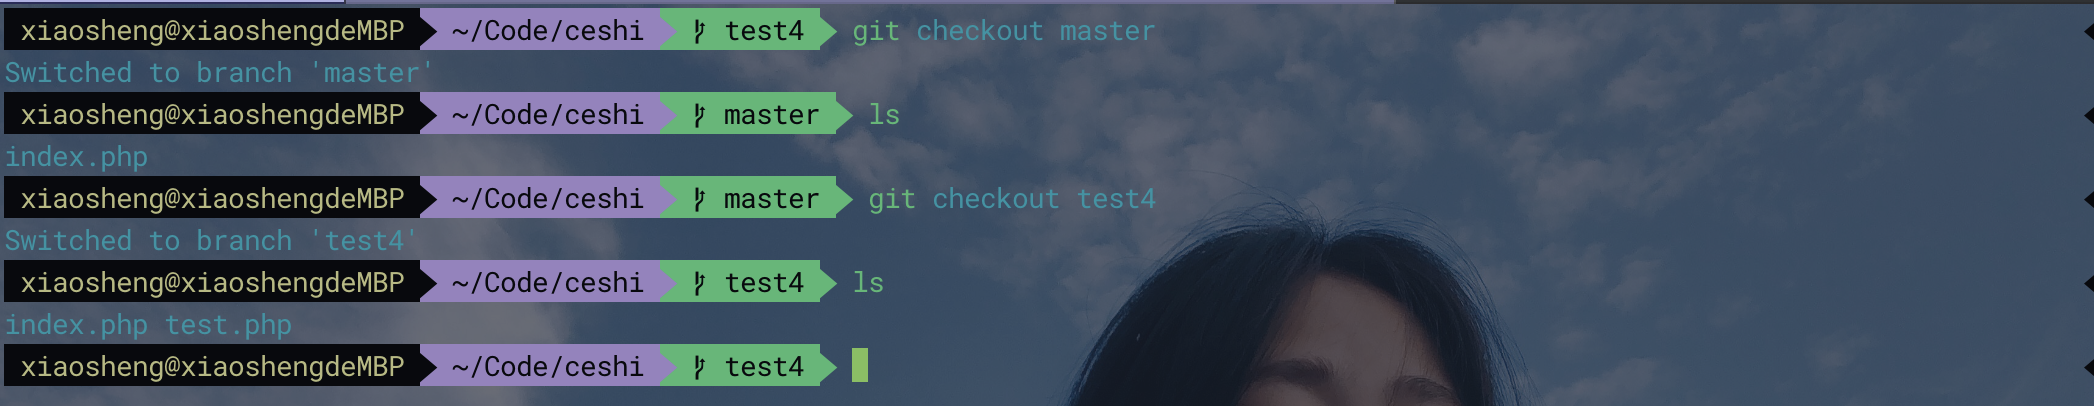 xiaosheng@xiaoshengdeMBP ~/Code/ceshi test4 git checkout master
Switched to branch 'master'
xiaosheng@xiaoshengdeMBP ~/Code/ceshi master ls
index.php
xiaosheng@xiaoshengdeMBP ~/Code/ceshi master git checkout test4
Switched to branch 'test4'
xiaosheng@xiaoshengdeMBP ~/Code/ceshi test4 ls
index.php test.php
xiaosheng@xiaoshengdeMBP ~/Code/ceshi test4